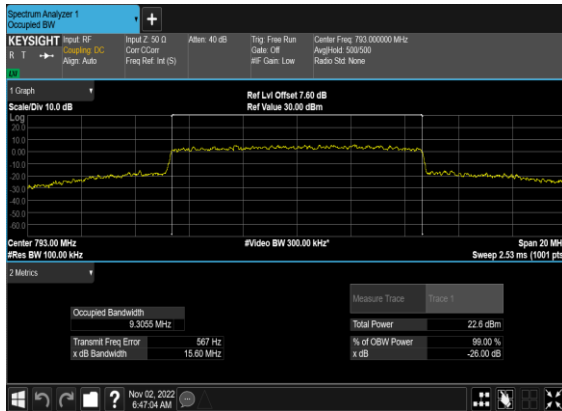 Spectrum Analyzer 1
Occupied BW
+
KEYSIGHT Input: RF Input Z: 50 Ω Atten: 40 dB Trig: Free Run Center Freq: 793.000000 MHz
R T Coupling: DC Corr CCorr Gate: Off Avg|Hold: 500/500
Align: Auto Freq Ref: Int (S) #IF Gain: Low Radio Std: None
1 Graph
Ref Lvl Offset 7.60 dB
Scale/Div 10.0 dB Ref Value 30.00 dBm
Log
20.0
10.0
0.00
-10.0
-20.0
-30.0
-40.0
-50.0
-60.0
Center 793.00 MHz #Video BW 300.00 kHz* Span 20 MH
#Res BW 100.00 kHz Sweep 2.53 ms (1001 pts
2 Metrics
Measure Trace Trace 1
Occupied Bandwidth
9.3055 MHz Total Power 22.6 dBm
Transmit Freq Error 567 Hz % of OBW Power 99.00 %
x dB Bandwidth 15.60 MHz x dB -26.00 dB
?
Nov 02, 2022
6:47:04 AM